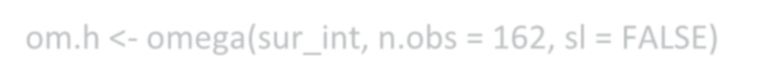 om.h <- omega(sur_int, n.obs = 162, sl = FALSE)